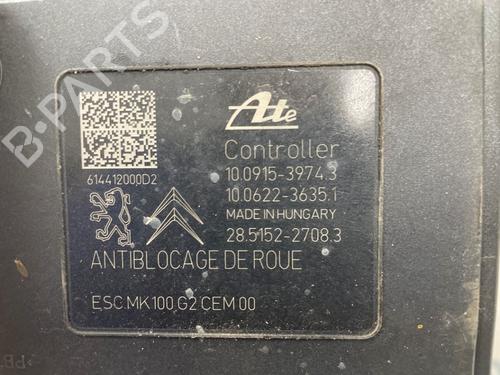 B-PARTS
Ate
Controller
614412000D2
10.0915-3974.3
10.0622-3635.1
MADE IN HUNGARY
28.5152-2708.3
ANTIBLOCAGE DE ROUE
ESC.MK100.G2 CEM 00